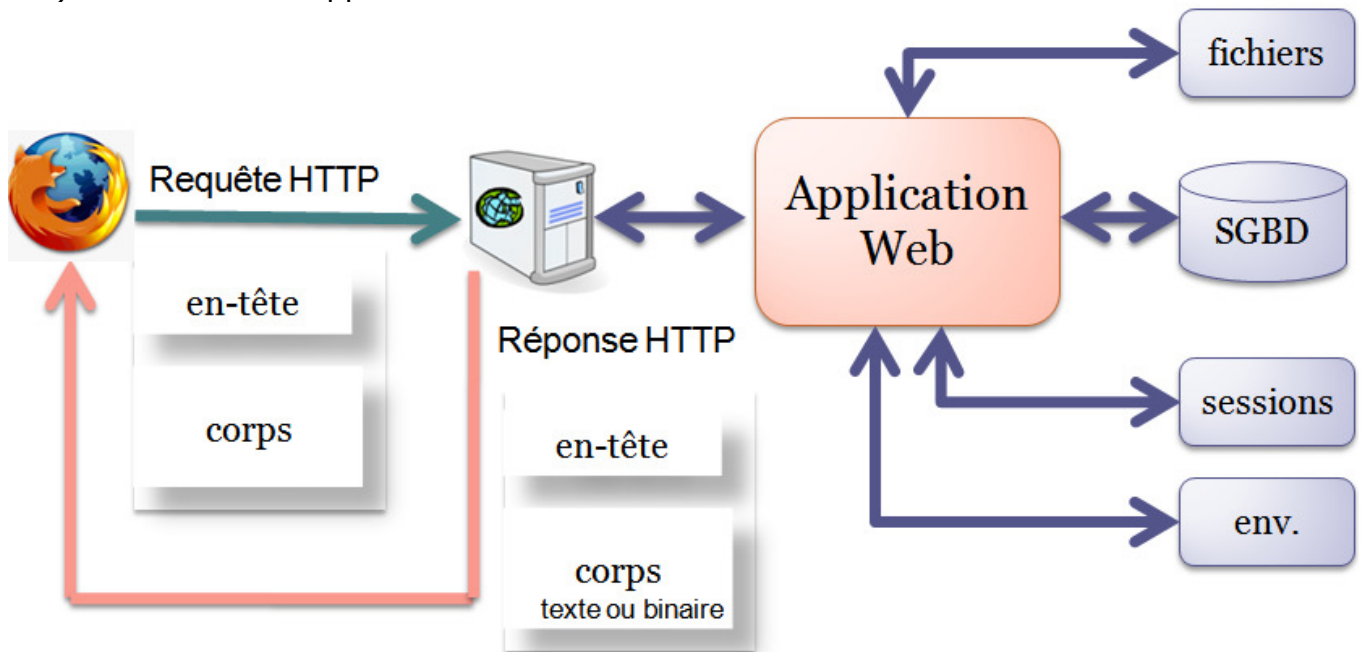 fichiers
Requête HTTP
Application
Web
SGBD
en-tête
Réponse HTTP
corps
sessions
en-tête
env.
corps
texte ou binaire